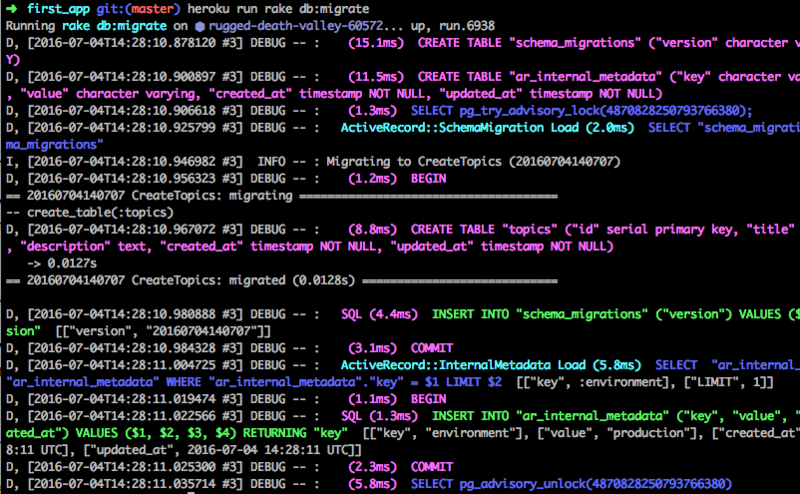 ➜ first_app git:(master) heroku run rake db:migrate
Running rake db:migrate on ⬢ rugged-death-valley-60572... up, run.6938
D, [2016-07-04T14:28:10.878120 #3] DEBUG -- : (15.1ms) CREATE TABLE "schema_migrations" ("version" character v
Y)
D, [2016-07-04T14:28:10.900897 #3] DEBUG -- : (11.5ms) CREATE TABLE "ar_internal_metadata" ("key" character va
, "value" character varying, "created_at" timestamp NOT NULL, "updated_at" timestamp NOT NULL)
D, [2016-07-04T14:28:10.906618 #3] DEBUG -- : (1.3ms) SELECT pg_try_advisory_lock(4870828250793766380);
D, [2016-07-04T14:28:10.925799 #3] DEBUG -- : ActiveRecord::SchemaMigration Load (2.0ms) SELECT "schema_migrati
ma_migrations"
I, [2016-07-04T14:28:10.946982 #3] INFO -- : Migrating to CreateTopics (20160704140707)
D, [2016-07-04T14:28:10.956323 #3] DEBUG -- : (1.2ms) BEGIN
== 20160704140707 CreateTopics: migrating =====================================
-- create_table(:topics)
D, [2016-07-04T14:28:10.967072 #3] DEBUG -- : (8.8ms) CREATE TABLE "topics" ("id" serial primary key, "title"
, "description" text, "created_at" timestamp NOT NULL, "updated_at" timestamp NOT NULL)
-> 0.0127s
== 20160704140707 CreateTopics: migrated (0.0128s) ============================
D, [2016-07-04T14:28:10.980888 #3] DEBUG -- : SQL (4.4ms) INSERT INTO "schema_migrations" ("version") VALUES ($
sion" [["version", "20160704140707"]]
D, [2016-07-04T14:28:10.984328 #3] DEBUG -- : (3.1ms) COMMIT
D, [2016-07-04T14:28:11.004725 #3] DEBUG -- : ActiveRecord::InternalMetadata Load (5.8ms) SELECT "ar_internal_
"ar_internal_metadata" WHERE "ar_internal_metadata"."key" = $1 LIMIT $2 [["key", :environment], ["LIMIT", 1]]
D, [2016-07-04T14:28:11.019474 #3] DEBUG -- : (1.1ms) BEGIN
D, [2016-07-04T14:28:11.022566 #3] DEBUG -- : SQL (1.3ms) INSERT INTO "ar_internal_metadata" ("key", "value", "
ated_at") VALUES ($1, $2, $3, $4) RETURNING "key" [["key", "environment"], ["value", "production"], ["created_at"
8:11 UTC], ["updated_at", 2016-07-04 14:28:11 UTC]]
D, [2016-07-04T14:28:11.025300 #3] DEBUG -- : (2.3ms) COMMIT
D, [2016-07-04T14:28:11.035714 #3] DEBUG -- : (5.8ms) SELECT pg_advisory_unlock(4870828250793766380)